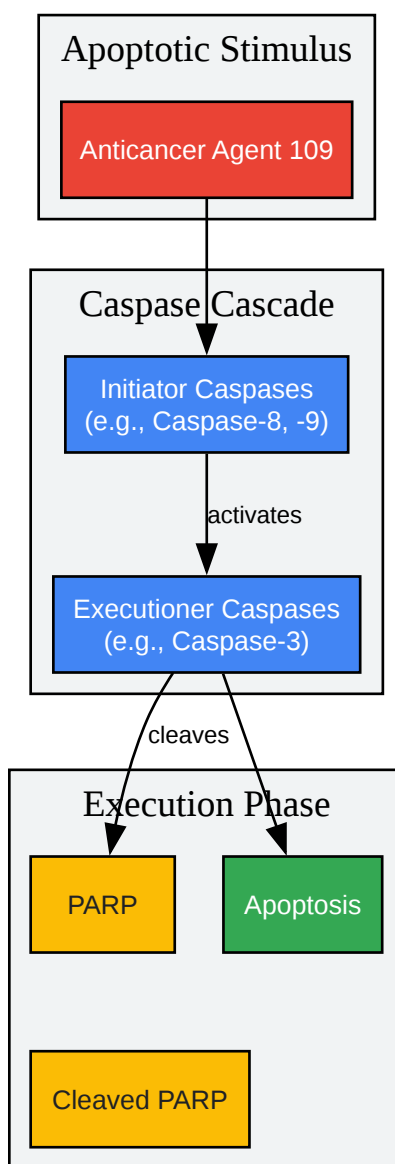 Apoptotic Stimulus
Anticancer Agent 109
Caspase Cascade
Initiator Caspases
(e.g., Caspase-8, -9)
activates
Executioner Caspases
(e.g., Caspase-3)
cleaves
Execution Phase
PARP
Apoptosis
Cleaved PARP